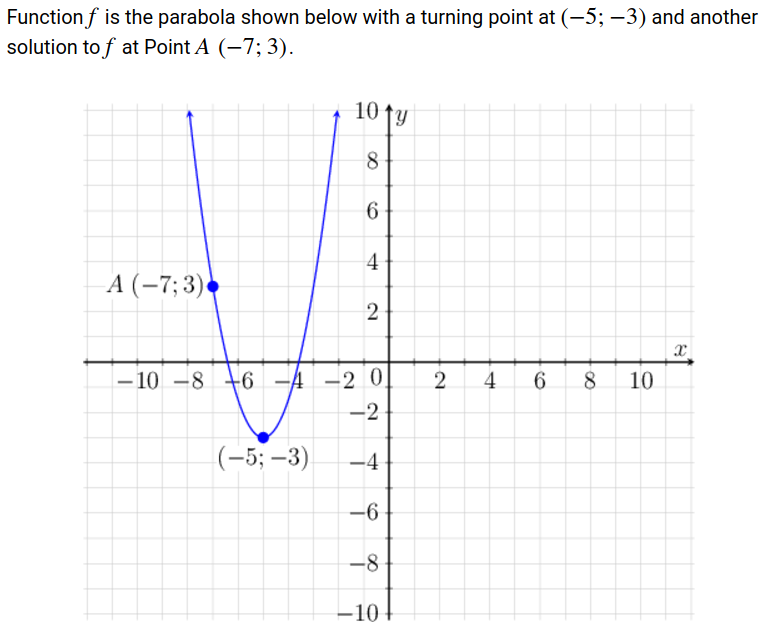 Function f is the parabola shown below with a turning point at (−5; −3) and another
solution to f at Point A (−7; 3).
10 y
8
6
4
A (−7; 3)
2
x
−10 −8 −6 −4 −2 0 2 4 6 8 10
−2
(−5; −3)
−4
−6
−8
−10